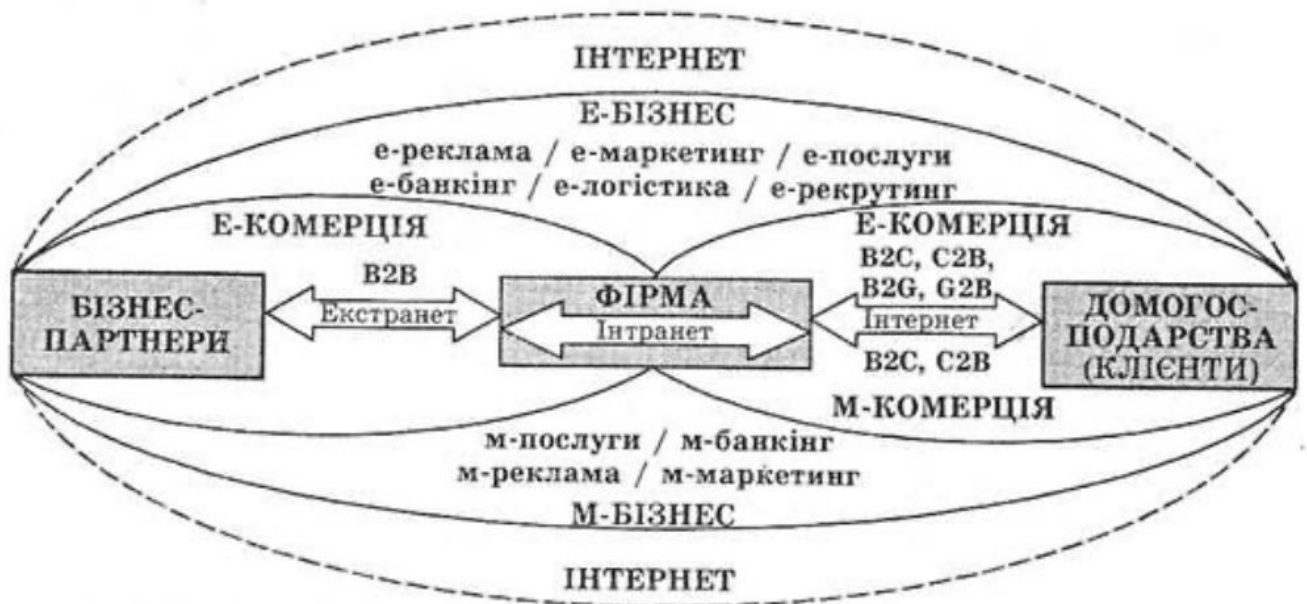 ІНТЕРНЕТ
Е-БІЗНЕС
е-реклама / е-маркетинг / е-послуги
е-банкінг / е-логістика / е-рекрутинг
Е-КОМЕРЦІЯ
Е-КОМЕРЦІЯ
B2B
B2C, C2B,
B2G, G2B
БІЗНЕС-
ПАРТНЕРИ
Екстранет
ФІРМА
Інтранет
Інтернет
B2C, C2B
ДОМОГОС-
ПОДАРСТВА
(КЛІЄНТИ)
М-КОМЕРЦІЯ
м-послуги / м-банкінг
м-реклама / м-маркетинг
М-БІЗНЕС
ІНТЕРНЕТ